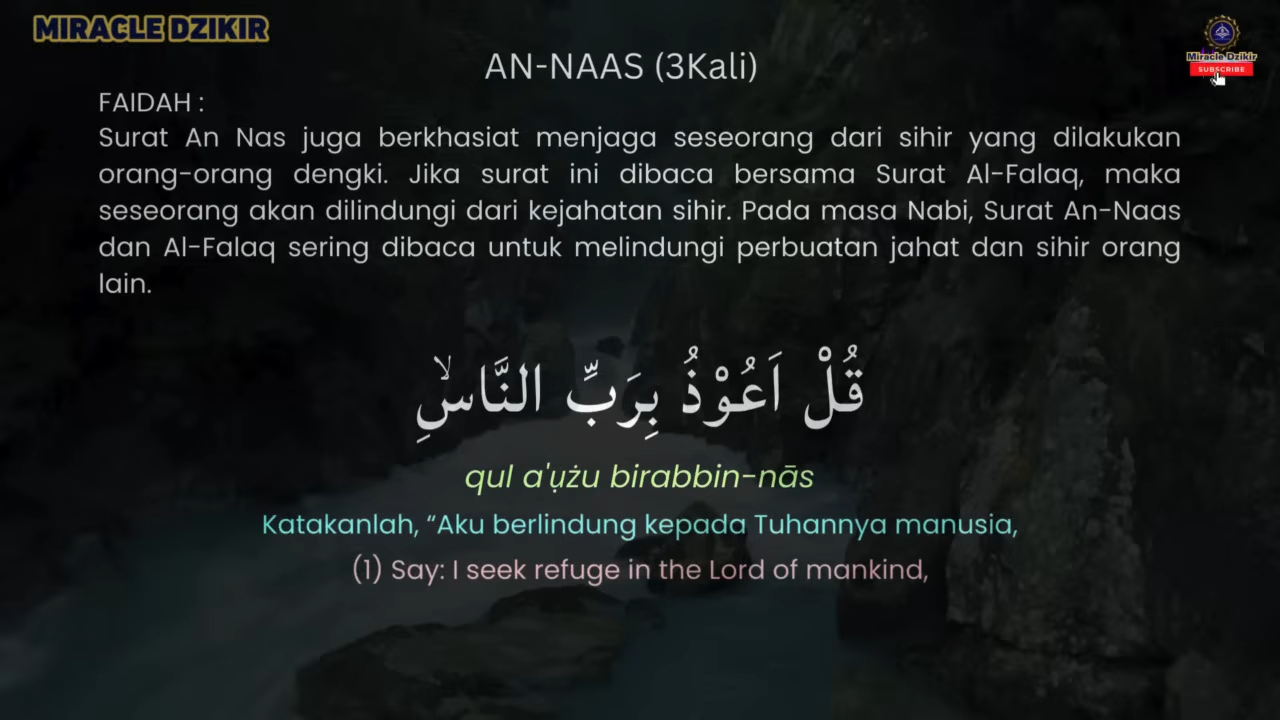 MIRACLE DZIKIR
Miracle Dzikir
SUBSCRIBE
AN-NAAS (3Kali)
FAIDAH :
Surat An Nas juga berkhasiat menjaga seseorang dari sihir yang dilakukan
orang-orang dengki. Jika surat ini dibaca bersama Surat Al-Falaq, maka
seseorang akan dilindungi dari kejahatan sihir. Pada masa Nabi, Surat An-Naas
dan Al-Falaq sering dibaca untuk melindungi perbuatan jahat dan sihir orang
lain.
قُلْ اَعُوْذُ بِرَبِّ النَّاسِۙ
qul a'ụżu birabbin-nās
Katakanlah, “Aku berlindung kepada Tuhannya manusia,
(1) Say: I seek refuge in the Lord of mankind,